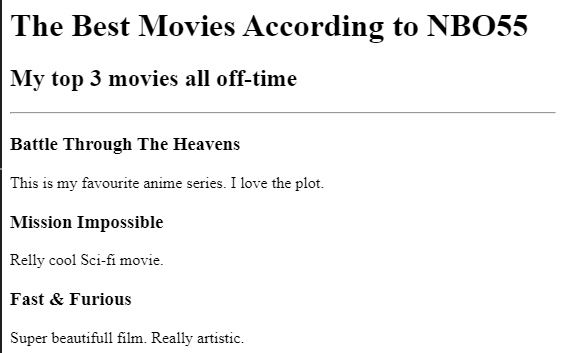 The Best Movies According to NBO55
My top 3 movies all off-time
Battle Through The Heavens
This is my favourite anime series. I love the plot.
Mission Impossible
Relly cool Sci-fi movie.
Fast & Furious
Super beautifull film. Really artistic.